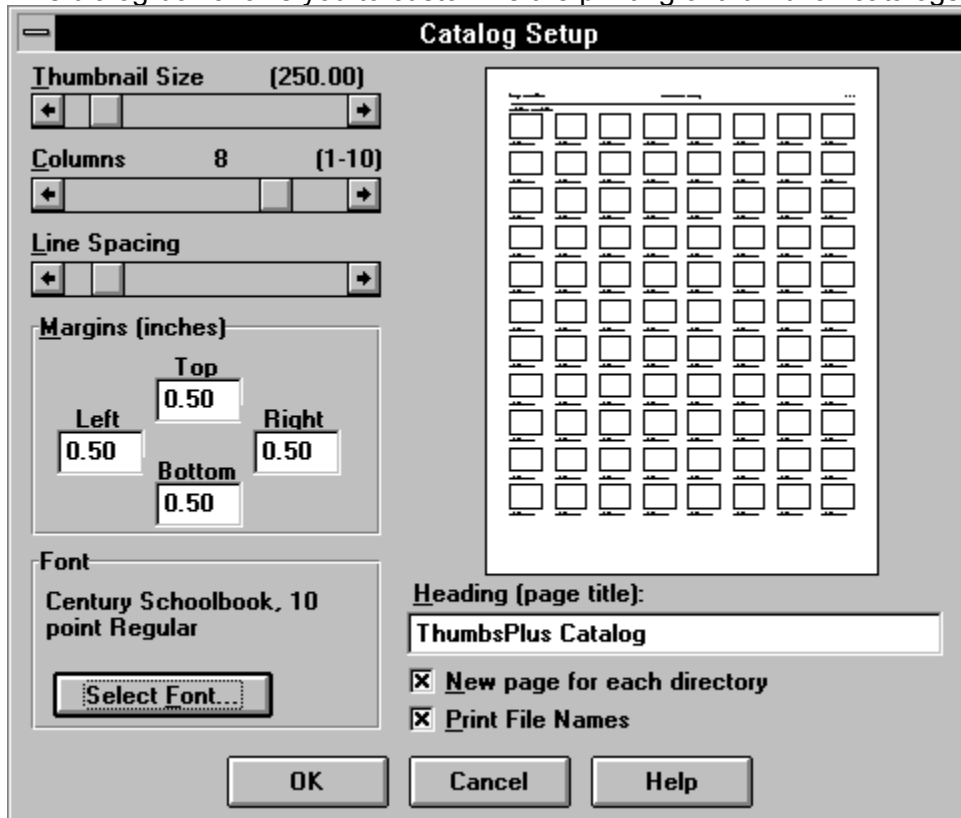 Catalog Setup
Thumbnail Size (250.00)
Columns 8 (1-10)
Line Spacing
Margins (inches)
Top
0.50
Left Right
0.50 0.50
Bottom
0.50
Font
Century Schoolbook, 10
point Regular
Select Font...
Heading (page title):
ThumbsPlus Catalog
New page for each directory
Print File Names
OK Cancel Help